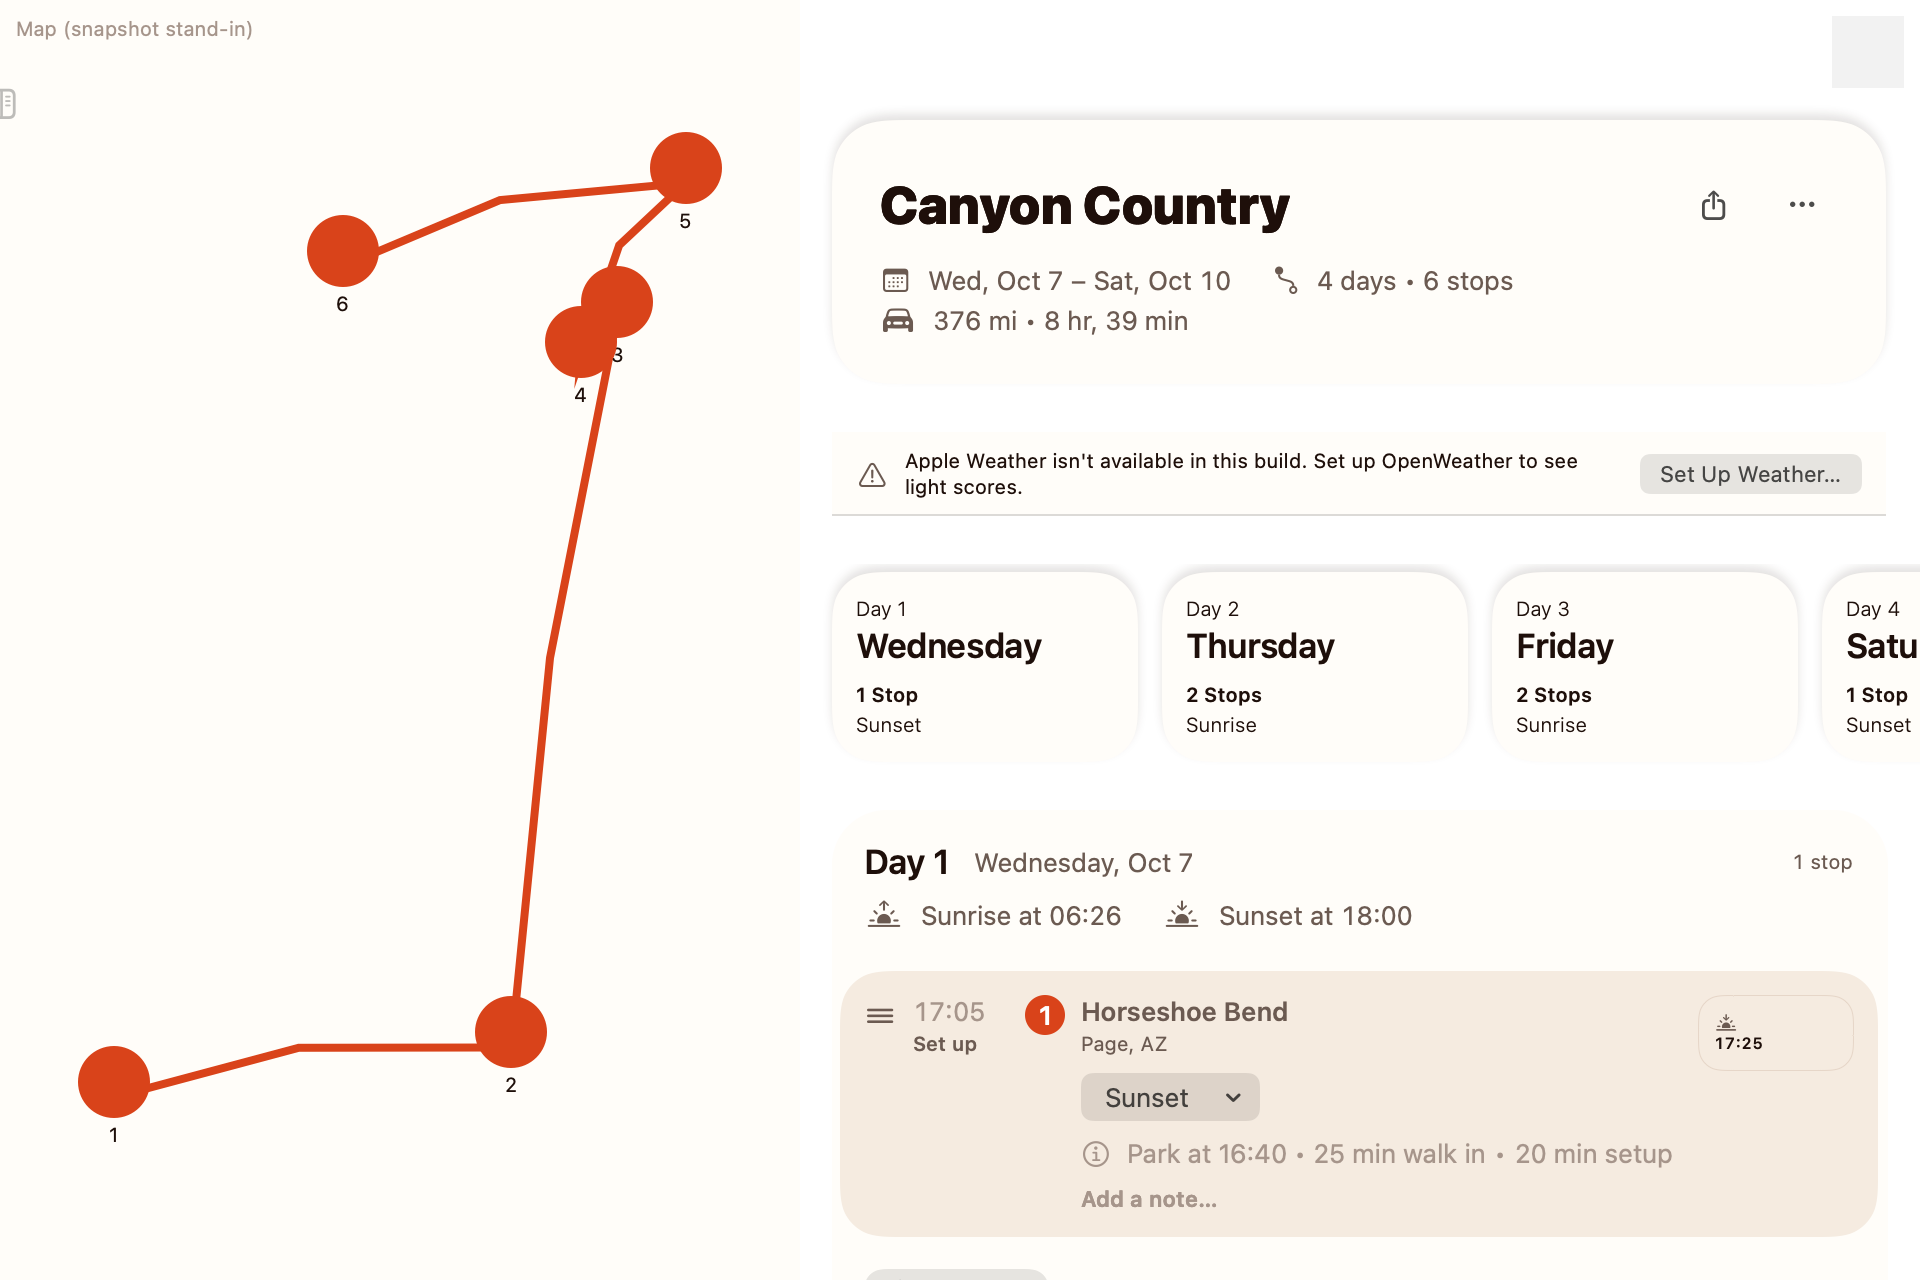 Map (snapshot stand-in)
5
6
3
4
2
1
Canyon Country
Wed, Oct 7 – Sat, Oct 10
4 days • 6 stops
376 mi • 8 hr, 39 min
Apple Weather isn't available in this build. Set up OpenWeather to see
light scores.
Set Up Weather...
Day 1
Wednesday
1 Stop
Sunset
Day 2
Thursday
2 Stops
Sunrise
Day 3
Friday
2 Stops
Sunrise
Day 4
Satu
1 Stop
Sunset
Day 1
Wednesday, Oct 7
1 stop
Sunrise at 06:26
Sunset at 18:00
17:05
Set up
1
Horseshoe Bend
Page, AZ
17:25
Sunset
Park at 16:40 • 25 min walk in • 20 min setup
Add a note...